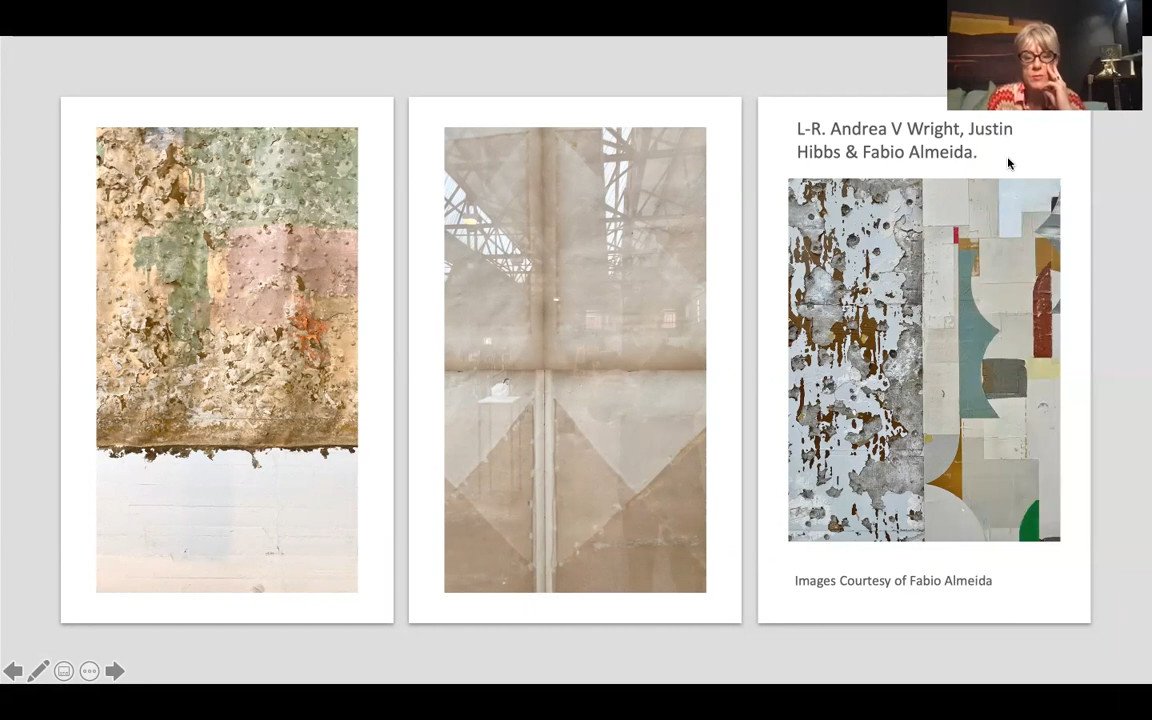 L-R. Andrea V Wright, Justin
Hibbs & Fabio Almeida.
Images Courtesy of Fabio Almeida